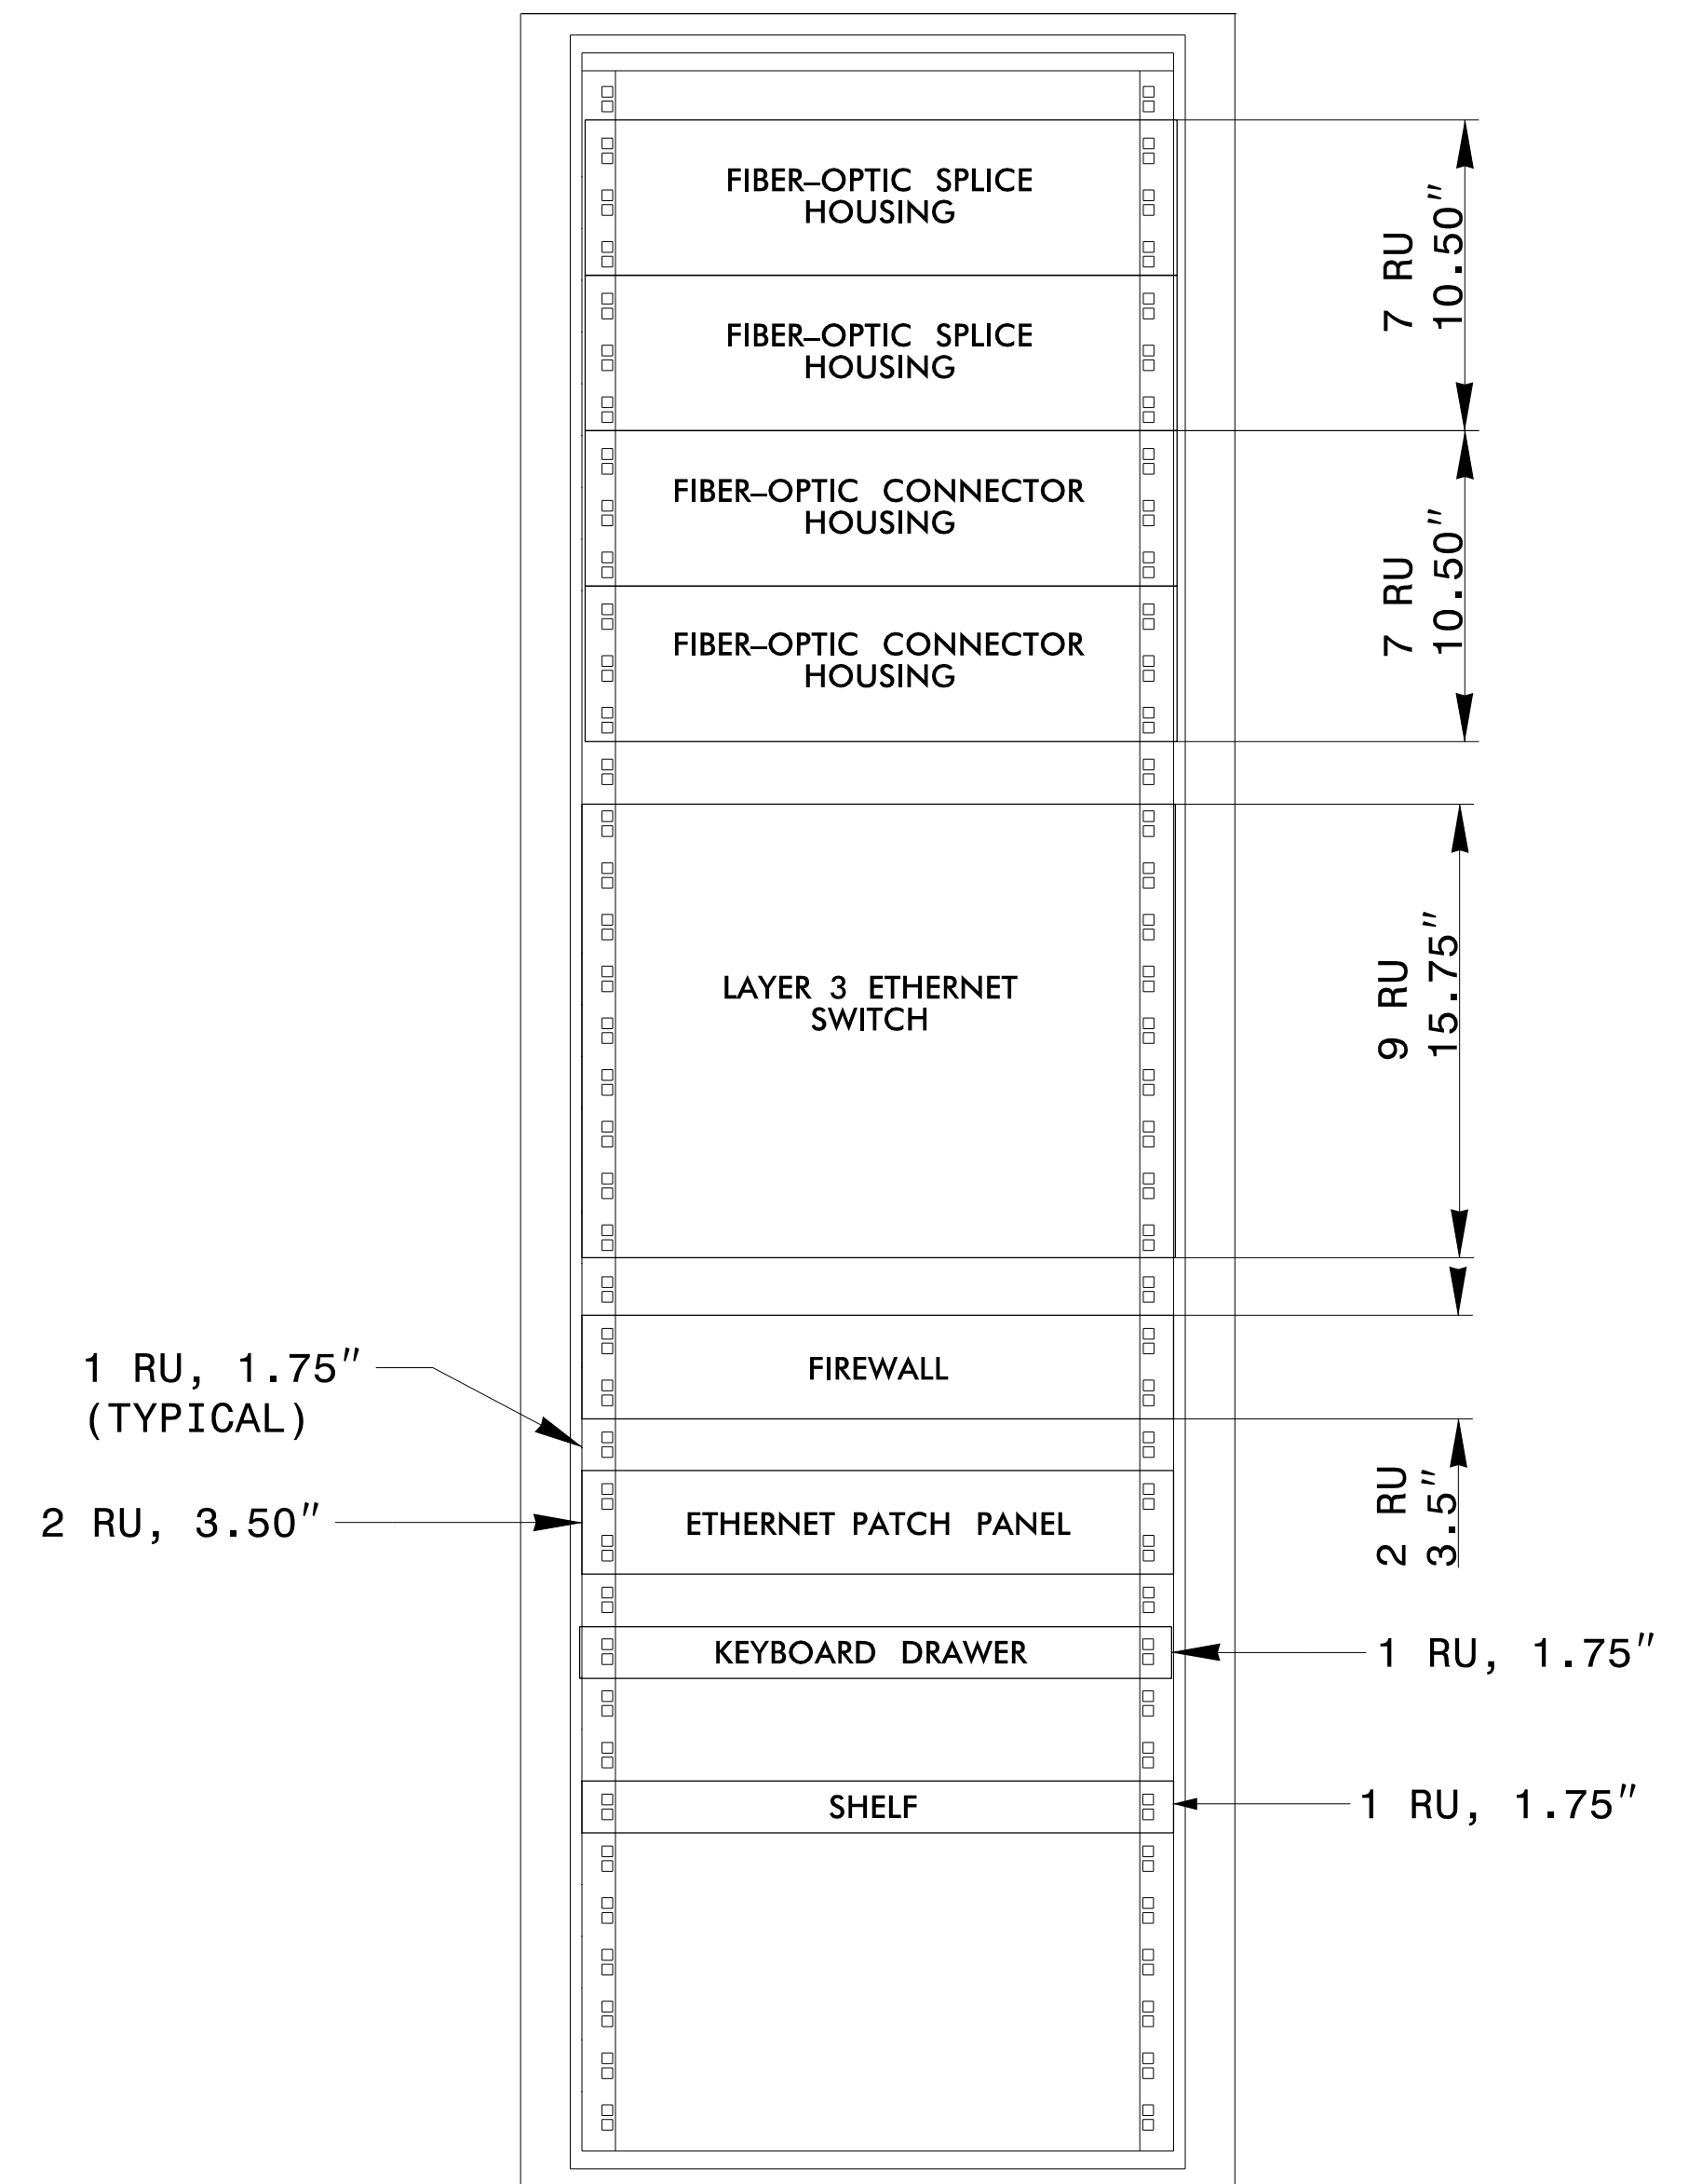 FIBER–OPTIC SPLICE
HOUSING
7 RU
10.50"
FIBER–OPTIC SPLICE
HOUSING
FIBER–OPTIC CONNECTOR
HOUSING
7 RU
10.50"
FIBER–OPTIC CONNECTOR
HOUSING
LAYER 3 ETHERNET
SWITCH
9 RU
15.75"
1 RU, 1.75"
(TYPICAL)
FIREWALL
2 RU
3.5"
2 RU, 3.50"
ETHERNET PATCH PANEL
KEYBOARD DRAWER
1 RU, 1.75"
SHELF
1 RU, 1.75"